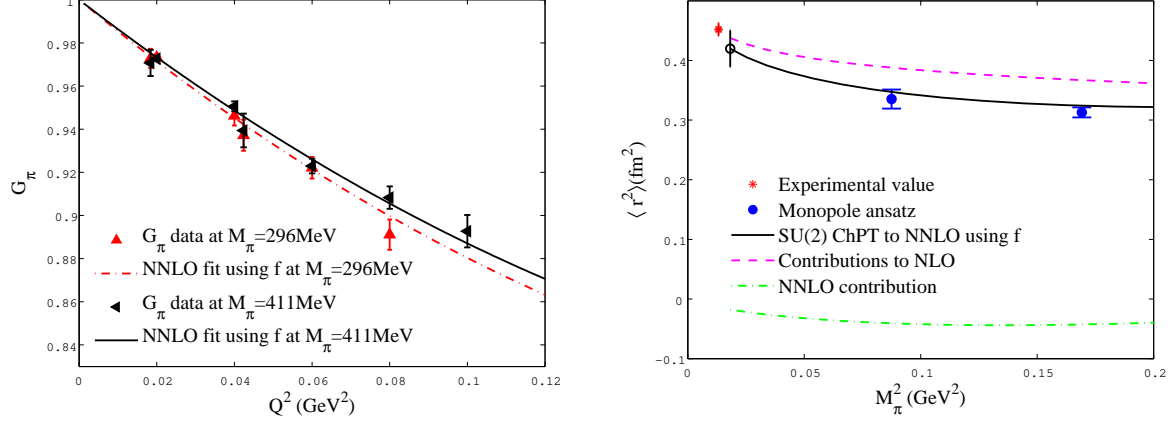 1
0.98
0.96
0.94
0.92
0.9
0.88
0.86
0.84
G_π
G_π data at M_π=296MeV
NNLO fit using f at M_π=296MeV
G_π data at M_π=411MeV
NNLO fit using f at M_π=411MeV
0 0.02 0.04 0.06 0.08 0.1 0.12
Q² (GeV²)
0.4
0.3
0.2
0.1
0
−0.1
⟨ r²⟩(fm²)
Experimental value
Monopole ansatz
SU(2) ChPT to NNLO using f
Contributions to NLO
NNLO contribution
0 0.05 0.1 0.15 0.2
M_π² (GeV²)